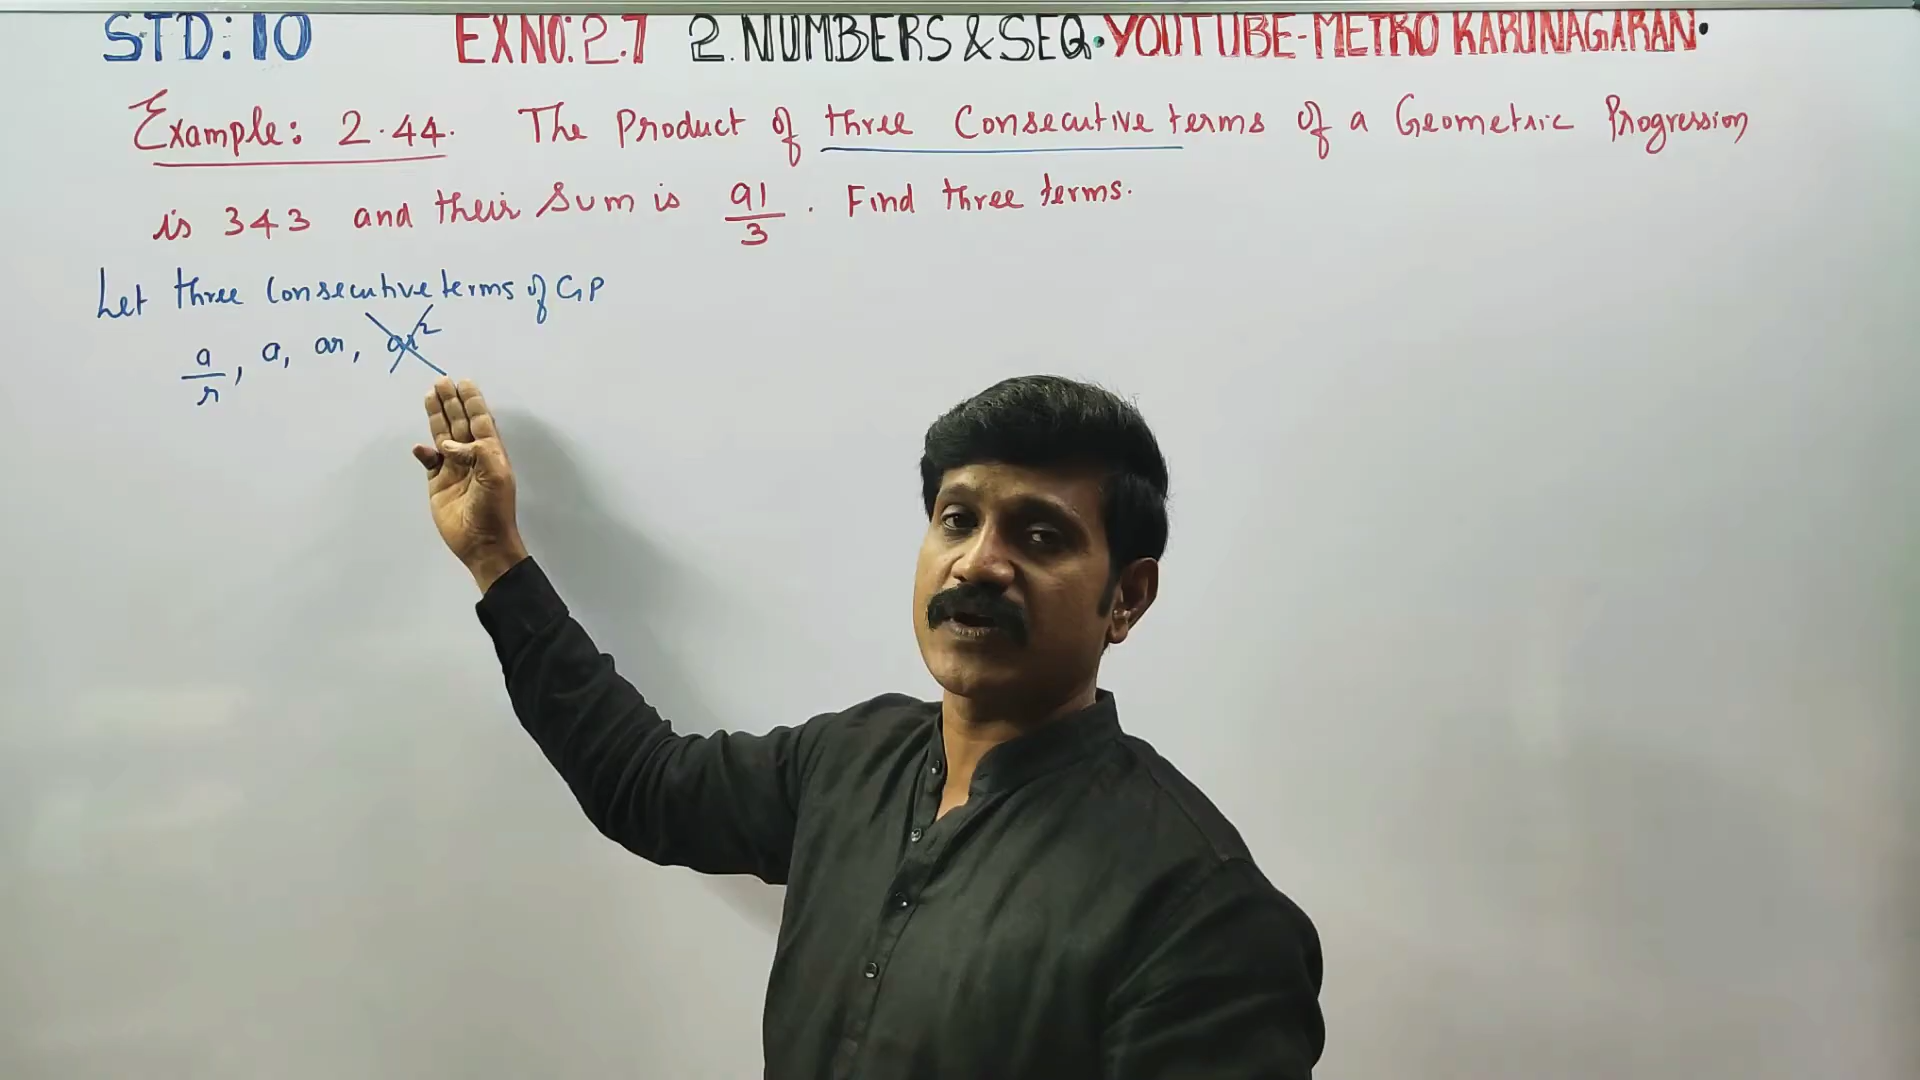 STD: 10 EXNO: 2.7 2. NUMBERS & SEQ. YOUTUBE-METRO KARUNAGARAN.
Example: 2.44. The Product of three Consecutive terms of a Geometric Progression
is 343 and their Sum is 91/3 . Find three terms.
Let three Consecutive terms of GP
a/r, a, ar, ar²